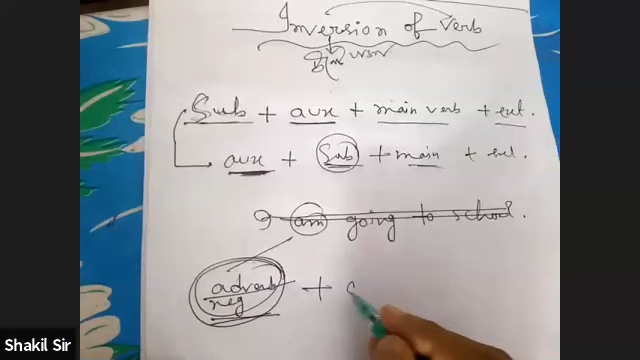 Inversion of verb
Sub + aux + main verb + ext.
aux + Sub + main + ext.
I am going to school.
adverb +
neg
Shakil Sir